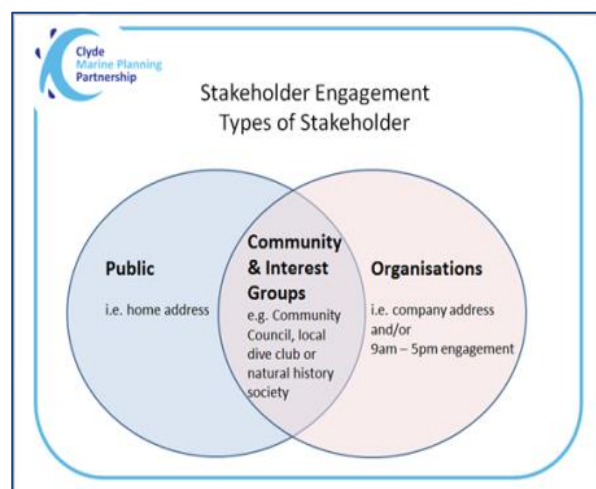 Clyde
Marine Planning
Partnership
Stakeholder Engagement
Types of Stakeholder
Public
i.e. home address
Community
& Interest
Groups
e.g. Community
Council, local
dive club or
natural history
society
Organisations
i.e. company address
and/or
9am – 5pm engagement